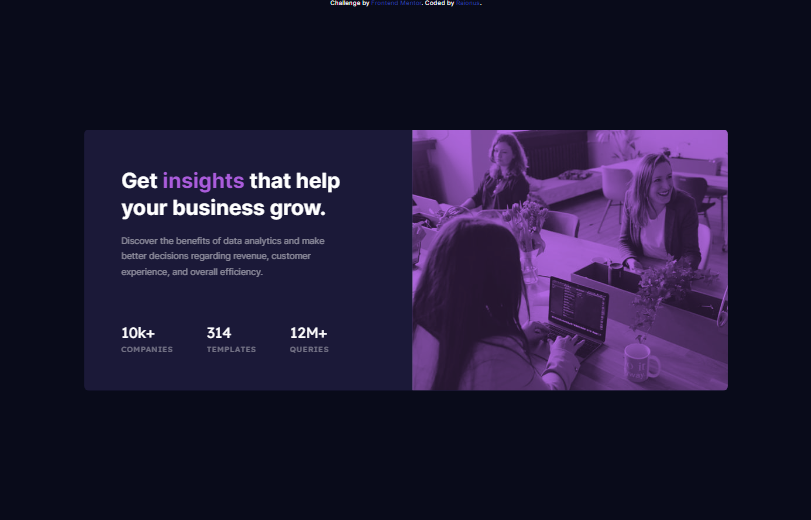 Challenge by Frontend Mentor. Coded by
Get insights that help
your business grow.
Discover the benefits of data analytics and make
better decisions regarding revenue, customer
experience, and overall efficiency.
10k+ 314 12M+
COMPANIES TEMPLATES QUERIES